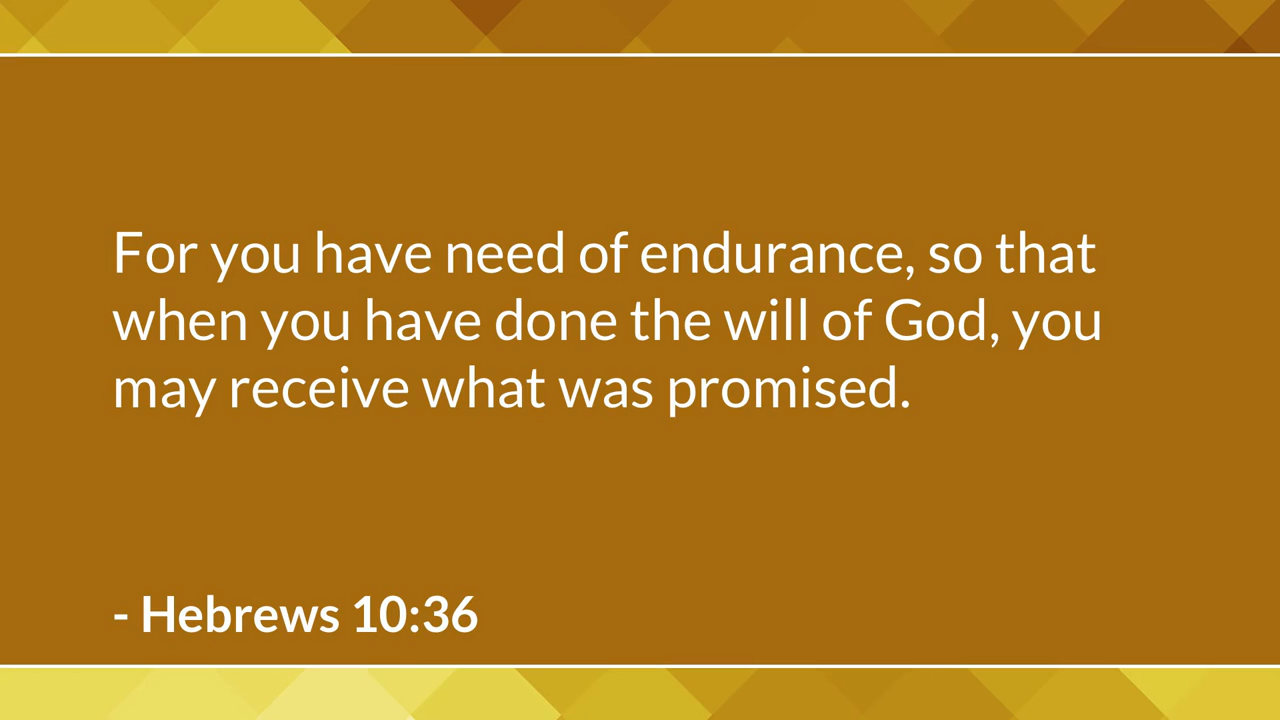 For you have need of endurance, so that
when you have done the will of God, you
may receive what was promised.
- Hebrews 10:36